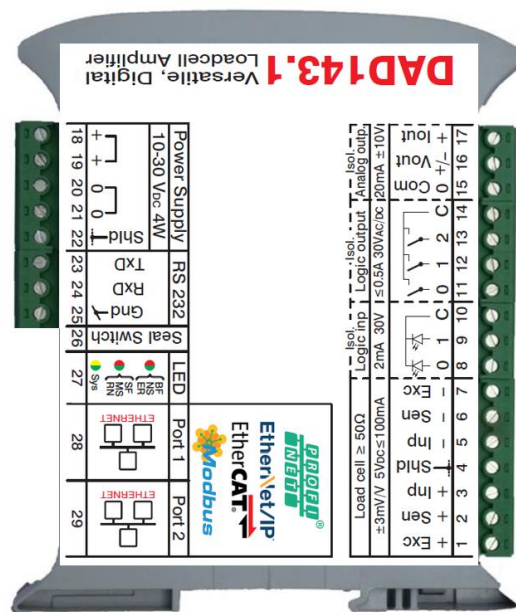 DAD143.1 Versatile, Digital
Loadcell Amplifier
Power Supply
10-30 VDC 4W
18 +
19 +
20 0
21 0
22 Shld
RS 232
23 TxD
24 RxD
25 Gnd
26 Seal Switch
27 LED
BF NS ER
SF MS RN
Sys
28 Port 1
ETHERNET
29 Port 2
ETHERNET
PROFI
NET®
EtherNet/IP
EtherCAT
Modbus
Isol.
Analog outp.
20mA ±10V
17 + Iout
16 +/- Vout
15 0 Com
Isol.
Logic output
≤0.5A 30VAC/DC
14 C
13 2
12 1
11 0
Isol.
Logic inp
2mA 30V
10 C
9 1
8 0
Load cell ≥ 50Ω
±3mV/V 5VDC≤100mA
7 - Exc
6 - Sen
5 - Inp
4 Shld
3 + Inp
2 + Sen
1 + Exc